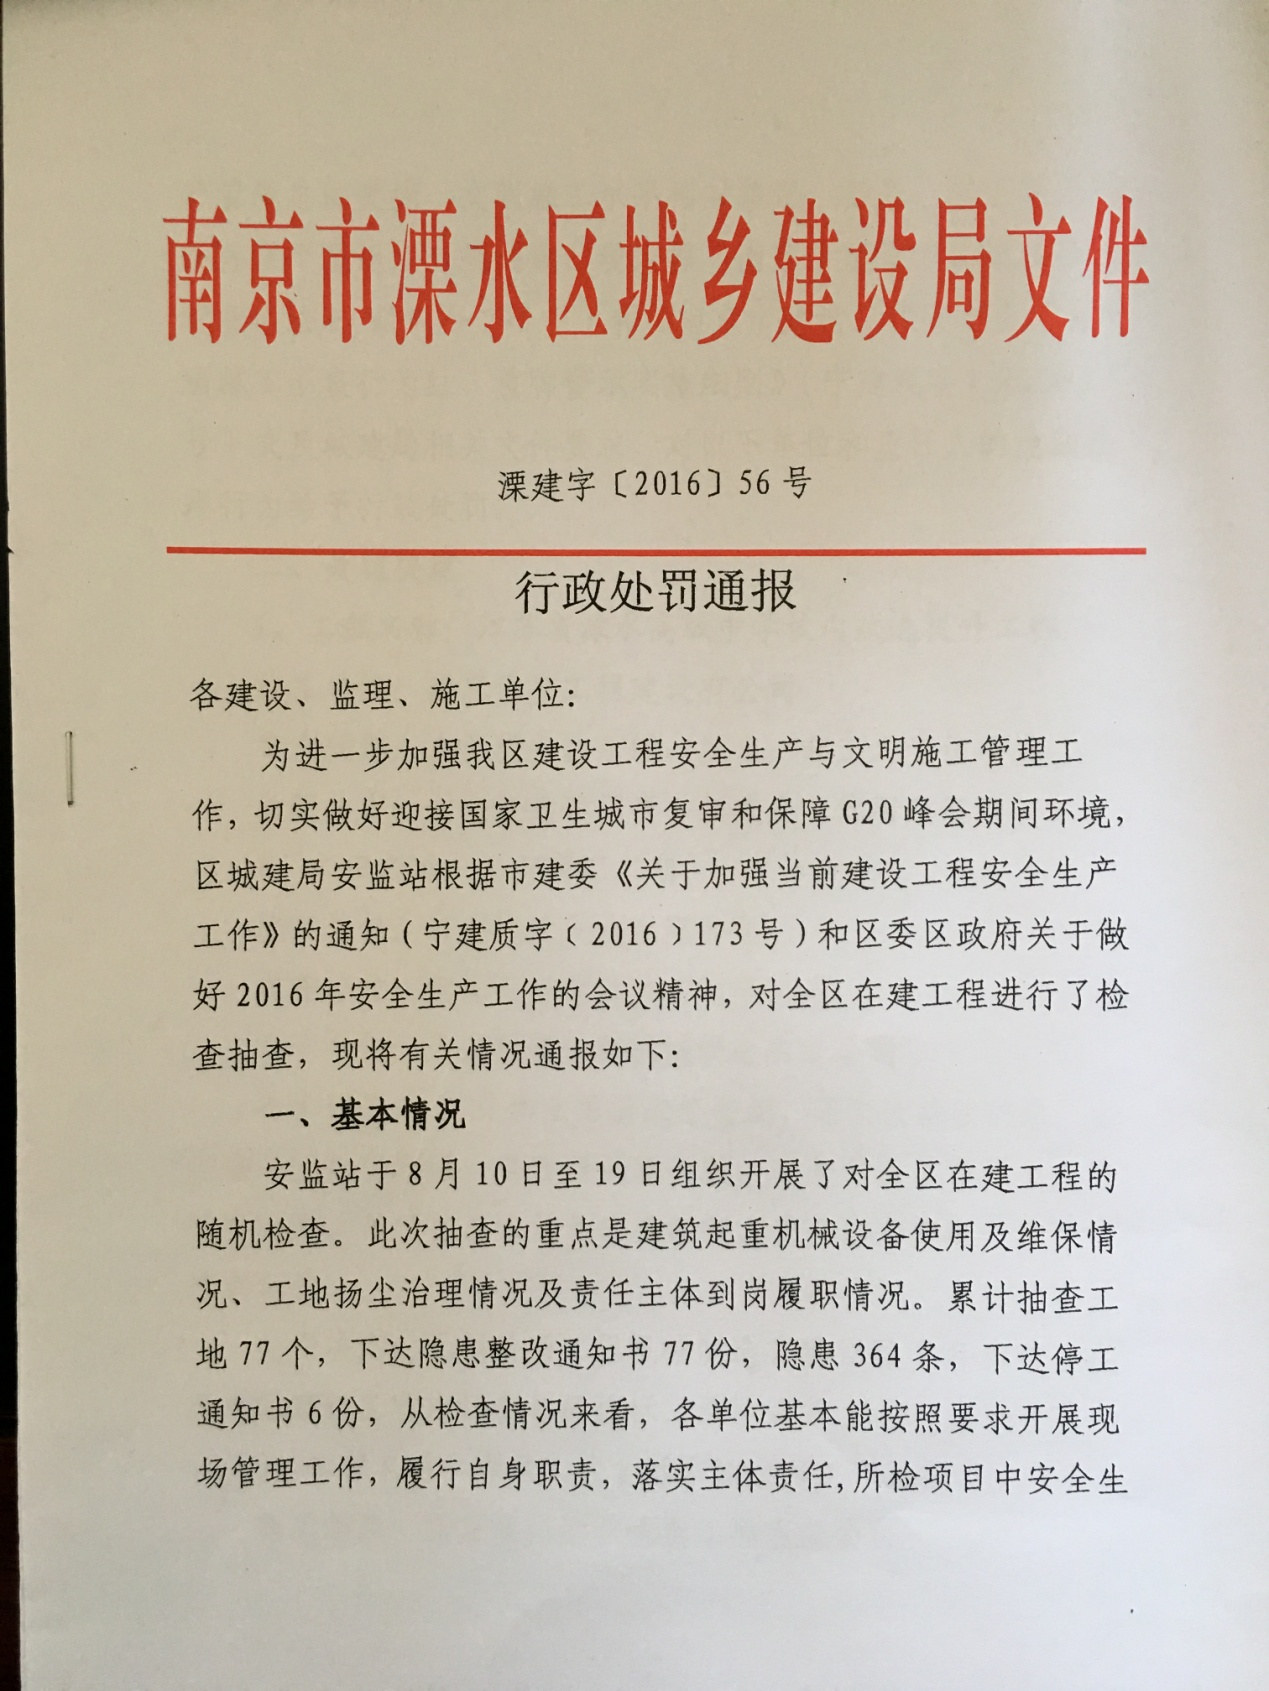 南京市溧水区城乡建设局文件
溧建字〔2016〕56号
行政处罚通报
各建设、监理、施工单位：
为进一步加强我区建设工程安全生产与文明施工管理工
作，切实做好迎接国家卫生城市复审和保障G20峰会期间环境，
区城建局安监站根据市建委《关于加强当前建设工程安全生产
工作》的通知（宁建质字﹝2016﹞173号）和区委区政府关于做
好2016年安全生产工作的会议精神，对全区在建工程进行了检
查抽查，现将有关情况通报如下：
一、基本情况
安监站于8月10日至19日组织开展了对全区在建工程的
随机检查。此次抽查的重点是建筑起重机械设备使用及维保情
况、工地扬尘治理情况及责任主体到岗履职情况。累计抽查工
地77个，下达隐患整改通知书77份，隐患364条，下达停工
通知书6份，从检查情况来看，各单位基本能按照要求开展现
场管理工作，履行自身职责，落实主体责任,所检项目中安全生